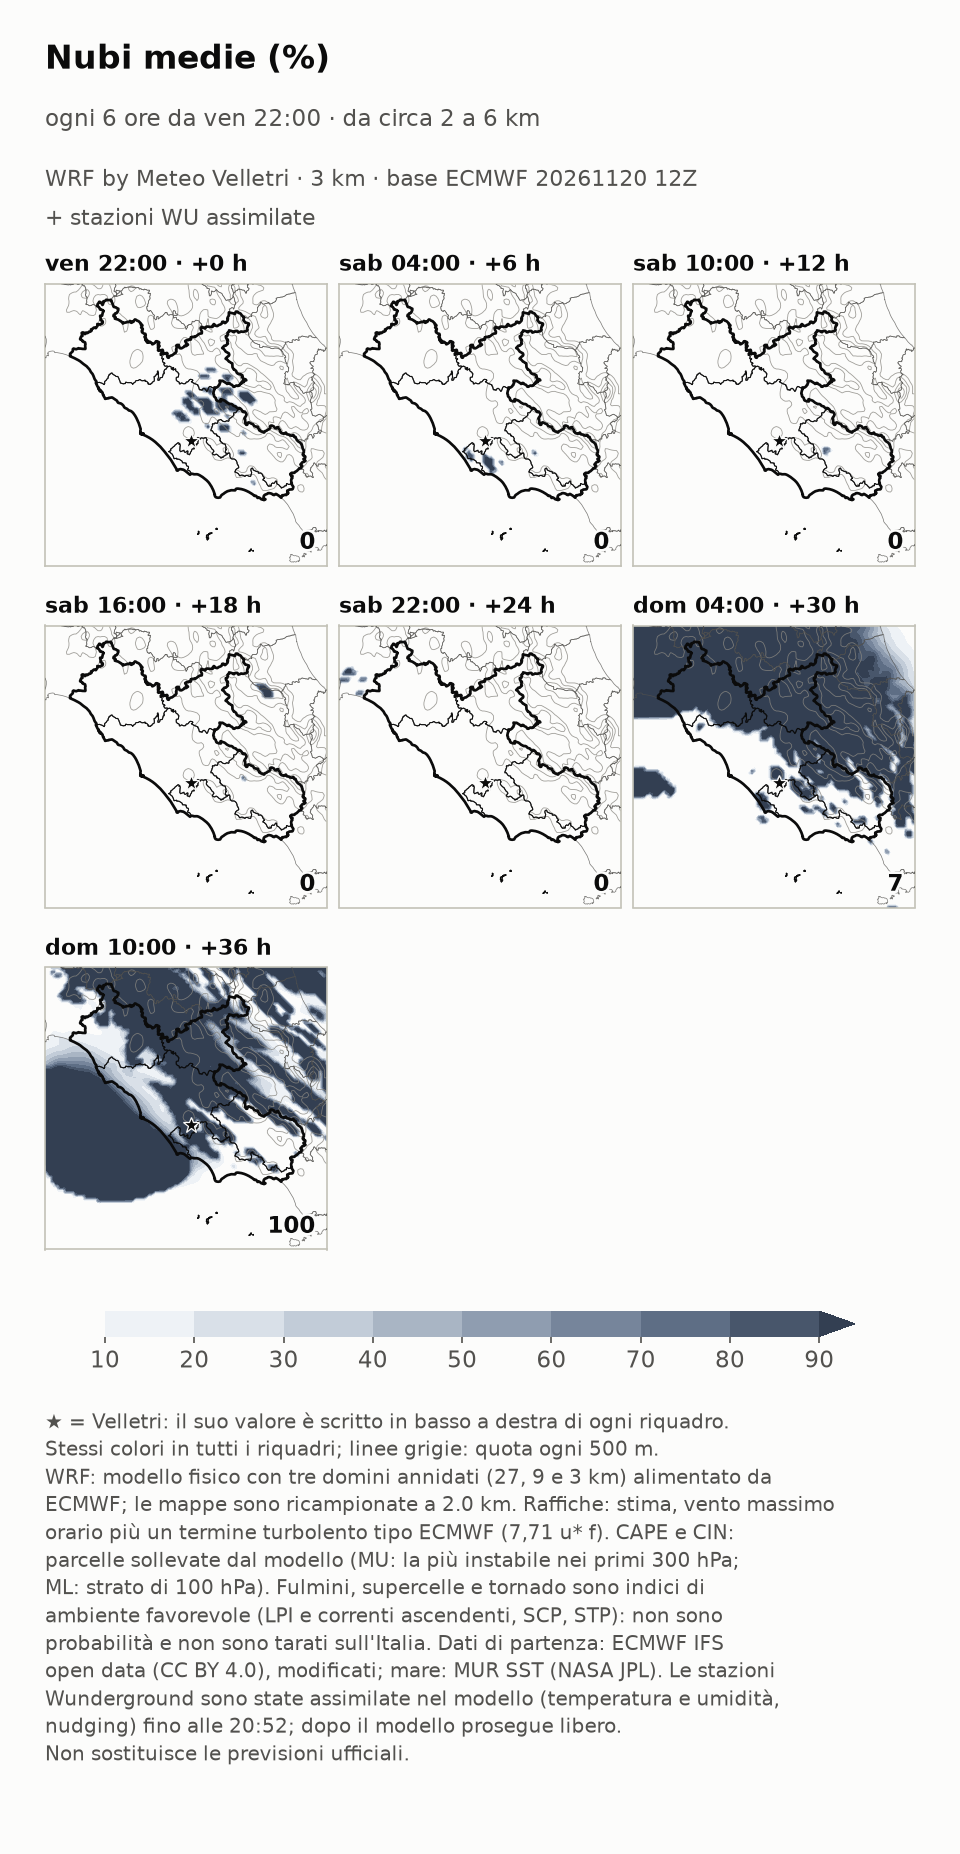 Nubi medie (%)
ogni 6 ore da ven 22:00 · da circa 2 a 6 km
WRF by Meteo Velletri · 3 km · base ECMWF 20261120 12Z
+ stazioni WU assimilate
ven 22:00 · +0 h
0
sab 04:00 · +6 h
0
sab 10:00 · +12 h
0
sab 16:00 · +18 h
0
sab 22:00 · +24 h
0
dom 04:00 · +30 h
7
dom 10:00 · +36 h
100
10 20 30 40 50 60 70 80 90
★ = Velletri: il suo valore è scritto in basso a destra di ogni riquadro.
Stessi colori in tutti i riquadri; linee grigie: quota ogni 500 m.
WRF: modello fisico con tre domini annidati (27, 9 e 3 km) alimentato da
ECMWF; le mappe sono ricampionate a 2.0 km. Raffiche: stima, vento massimo
orario più un termine turbolento tipo ECMWF (7,71 u* f). CAPE e CIN:
parcelle sollevate dal modello (MU: la più instabile nei primi 300 hPa;
ML: strato di 100 hPa). Fulmini, supercelle e tornado sono indici di
ambiente favorevole (LPI e correnti ascendenti, SCP, STP): non sono
probabilità e non sono tarati sull'Italia. Dati di partenza: ECMWF IFS
open data (CC BY 4.0), modificati; mare: MUR SST (NASA JPL). Le stazioni
Wunderground sono state assimilate nel modello (temperatura e umidità,
nudging) fino alle 20:52; dopo il modello prosegue libero.
Non sostituisce le previsioni ufficiali.